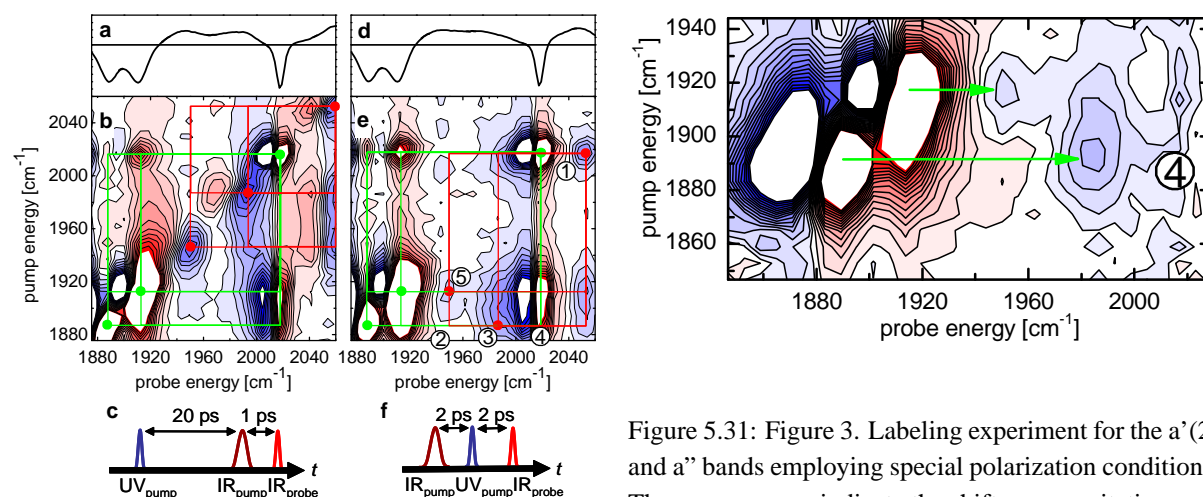 a
d
b
e
2040
2000
1960
1920
1880
pump energy [cm-1]
1
5
2
3
4
1880
1920
1960
2000
2040
1880
1920
1960
2000
2040
probe energy [cm-1]
probe energy [cm-1]
c
20 ps
1 ps
UVpump
IRpump
IRprobe
t
f
2 ps
2 ps
IRpump
UVpump
IRprobe
t
1940
1920
1900
1880
1860
pump energy [cm-1]
4
1880
1920
1960
2000
probe energy [cm-1]
Figure 5.31: Figure 3. Labeling experiment for the a’(2
and a” bands employing special polarization condition